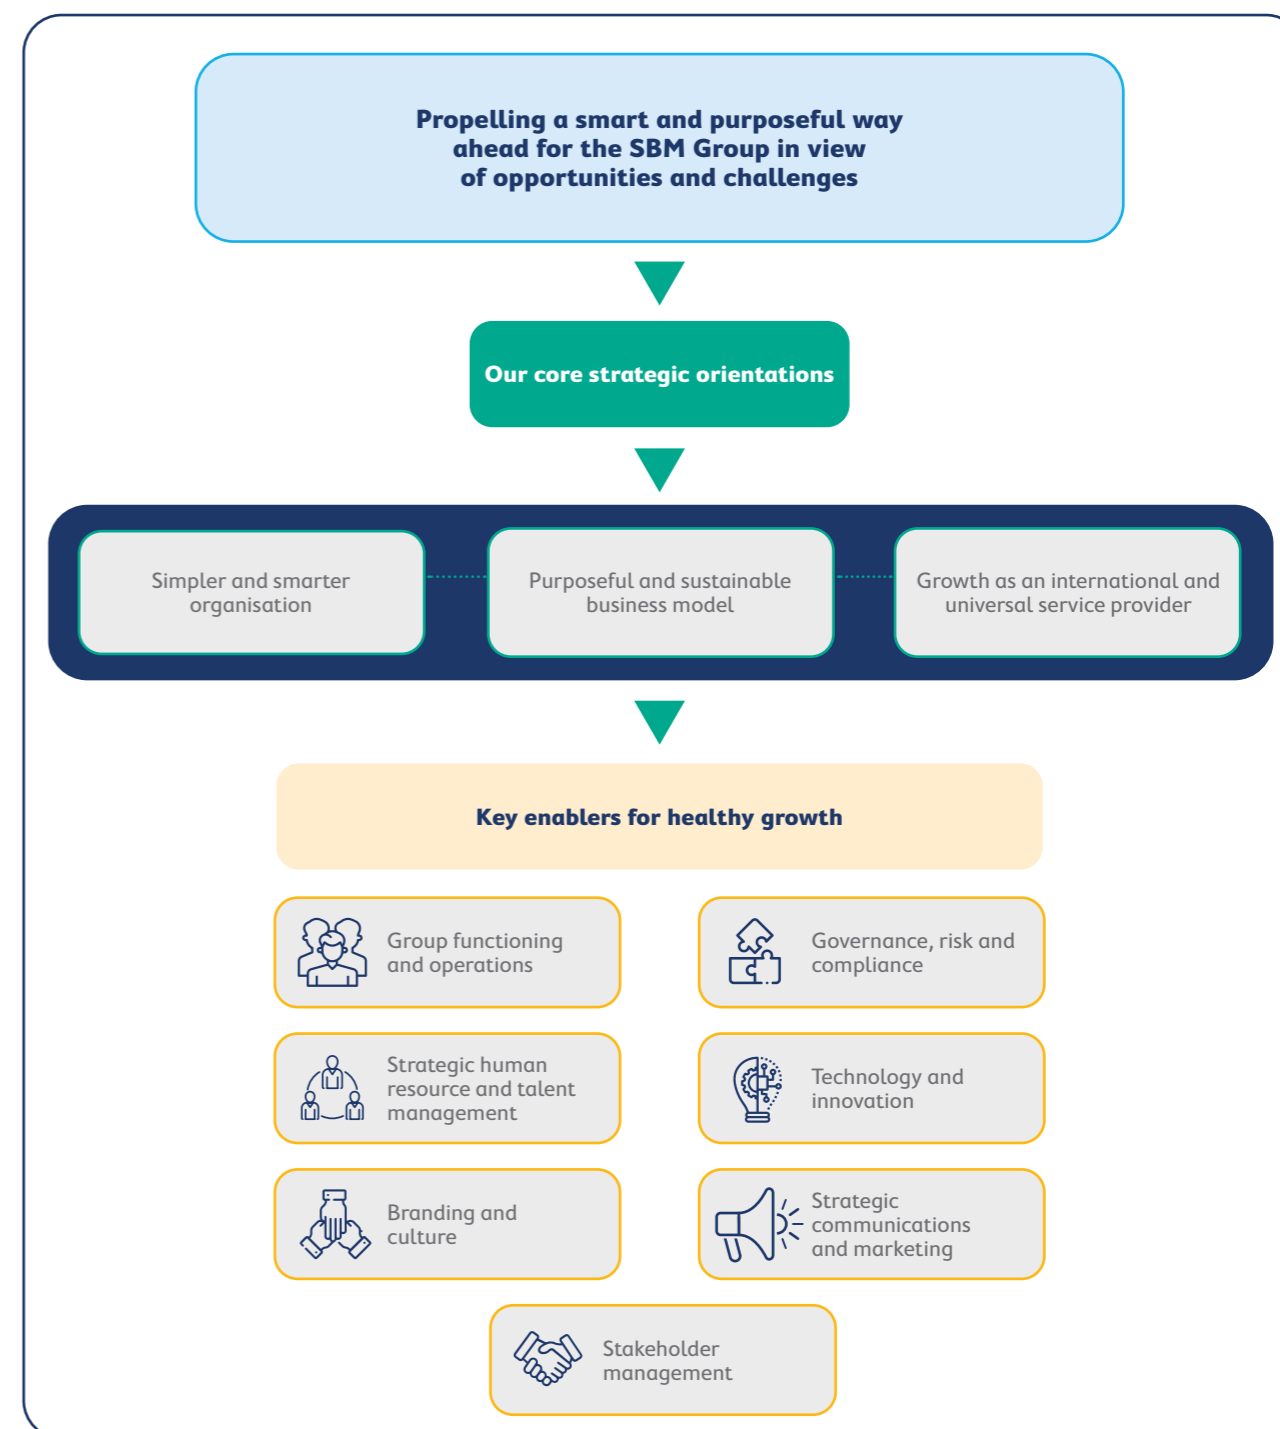 Propelling a smart and purposeful way
ahead for the SBM Group in view
of opportunities and challenges
Our core strategic orientations
Simpler and smarter
organisation
Purposeful and sustainable
business model
Growth as an international and
universal service provider
Key enablers for healthy growth
Group functioning
and operations
Governance, risk and
compliance
Strategic human
resource and talent
management
Technology and
innovation
Branding and
culture
Strategic
communications
and marketing
Stakeholder
management